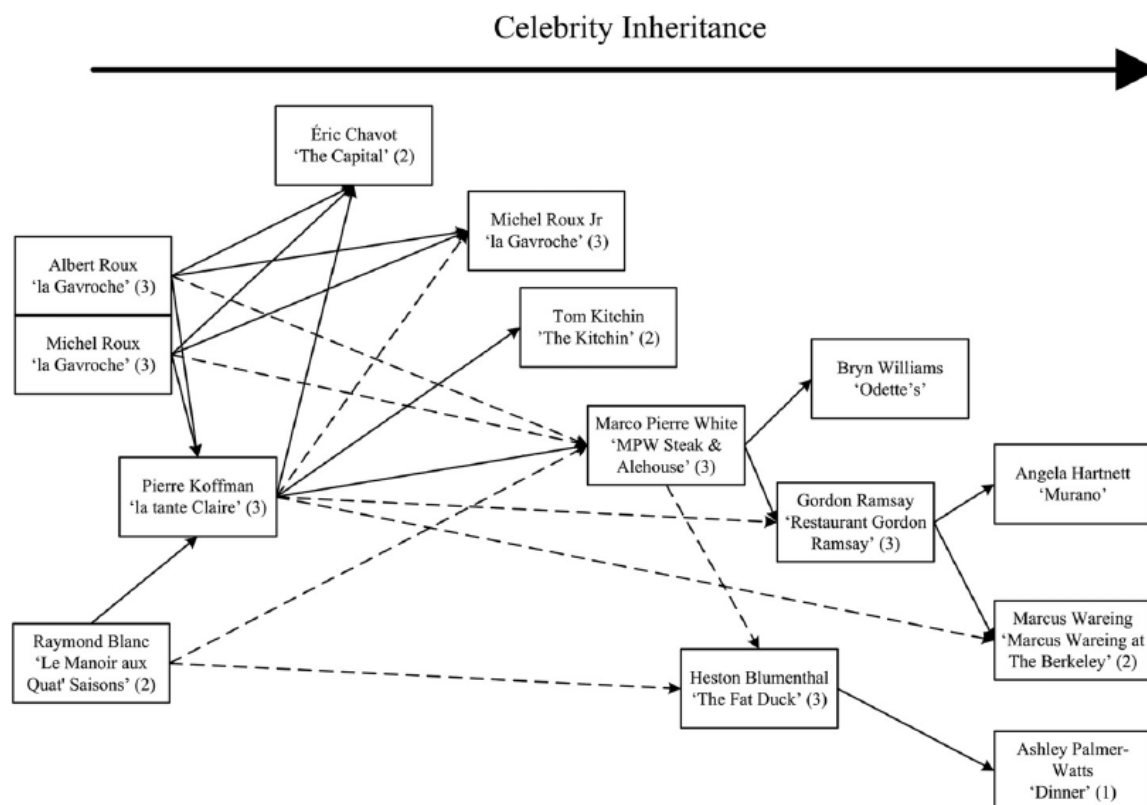 Celebrity Inheritance
Éric Chavot
‘The Capital’ (2)
Michel Roux Jr
‘la Gavroche’ (3)
Albert Roux
‘la Gavroche’ (3)
Michel Roux
‘la Gavroche’ (3)
Tom Kitchin
'The Kitchin’ (2)
Bryn Williams
‘Odette’s’
Marco Pierre White
‘MPW Steak &
Alehouse’ (3)
Pierre Koffman
‘la tante Claire’ (3)
Gordon Ramsay
‘Restaurant Gordon
Ramsay’ (3)
Angela Hartnett
‘Murano’
Raymond Blanc
‘Le Manoir aux
Quat' Saisons’ (2)
Marcus Wareing
‘Marcus Wareing at
The Berkeley’ (2)
Heston Blumenthal
‘The Fat Duck’ (3)
Ashley Palmer-
Watts
‘Dinner’ (1)